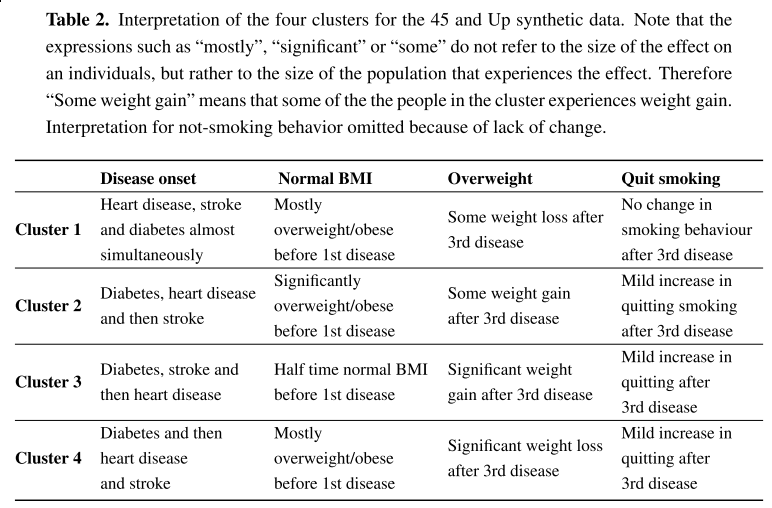 Table 2. Interpretation of the four clusters for the 45 and Up synthetic data. Note that the
expressions such as “mostly”, “significant” or “some” do not refer to the size of the effect on
an individuals, but rather to the size of the population that experiences the effect. Therefore
“Some weight gain” means that some of the the people in the cluster experiences weight gain.
Interpretation for not-smoking behavior omitted because of lack of change.
Disease onset Normal BMI Overweight Quit smoking
Cluster 1
Heart disease, stroke
and diabetes almost
simultaneously
Mostly
overweight/obese
before 1st disease
Some weight loss after
3rd disease
No change in
smoking behaviour
after 3rd disease
Cluster 2
Diabetes, heart disease
and then stroke
Significantly
overweight/obese
before 1st disease
Some weight gain
after 3rd disease
Mild increase in
quitting smoking
after 3rd disease
Cluster 3
Diabetes, stroke and
then heart disease
Half time normal BMI
before 1st disease
Significant weight
gain after 3rd disease
Mild increase in
quitting after
3rd disease
Cluster 4
Diabetes and then
heart disease
and stroke
Mostly
overweight/obese
before 1st disease
Significant weight loss
after 3rd disease
Mild increase in
quitting after
3rd disease